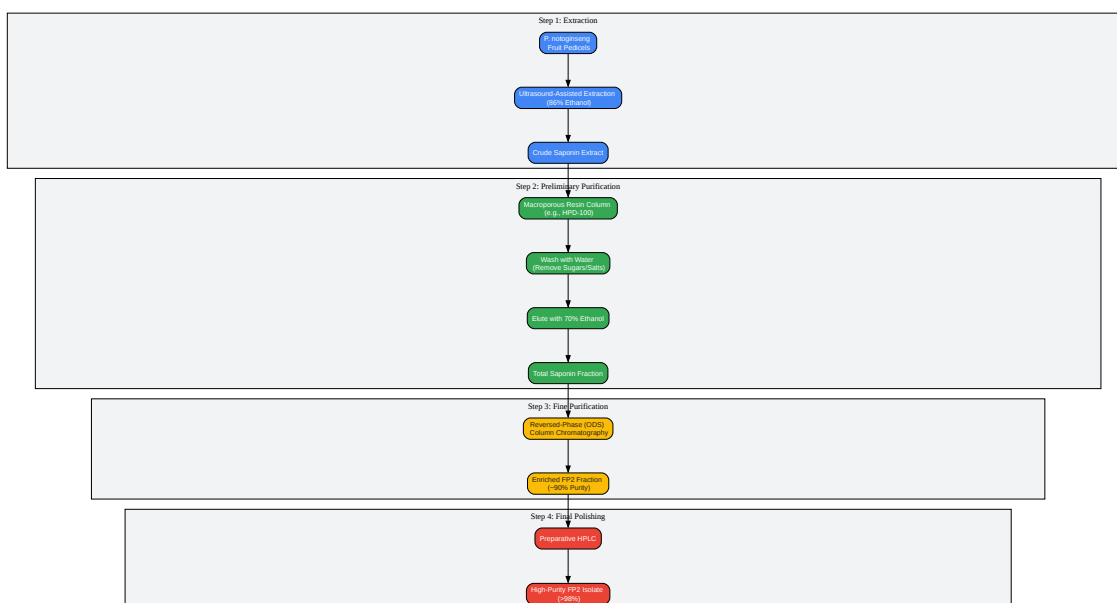 Step 1: Extraction
P. notoginseng
Fruit Pedicels
Ultrasound-Assisted Extraction
(86% Ethanol)
Crude Saponin Extract
Step 2: Preliminary Purification
Macroporous Resin Column
(e.g., HPD-100)
Wash with Water
(Remove Sugars/Salts)
Elute with 70% Ethanol
Total Saponin Fraction
Step 3: Fine Purification
Reversed-Phase (ODS)
Column Chromatography
Enriched FP2 Fraction
(~90% Purity)
Step 4: Final Polishing
Preparative HPLC
High-Purity FP2 Isolate
(>98%)